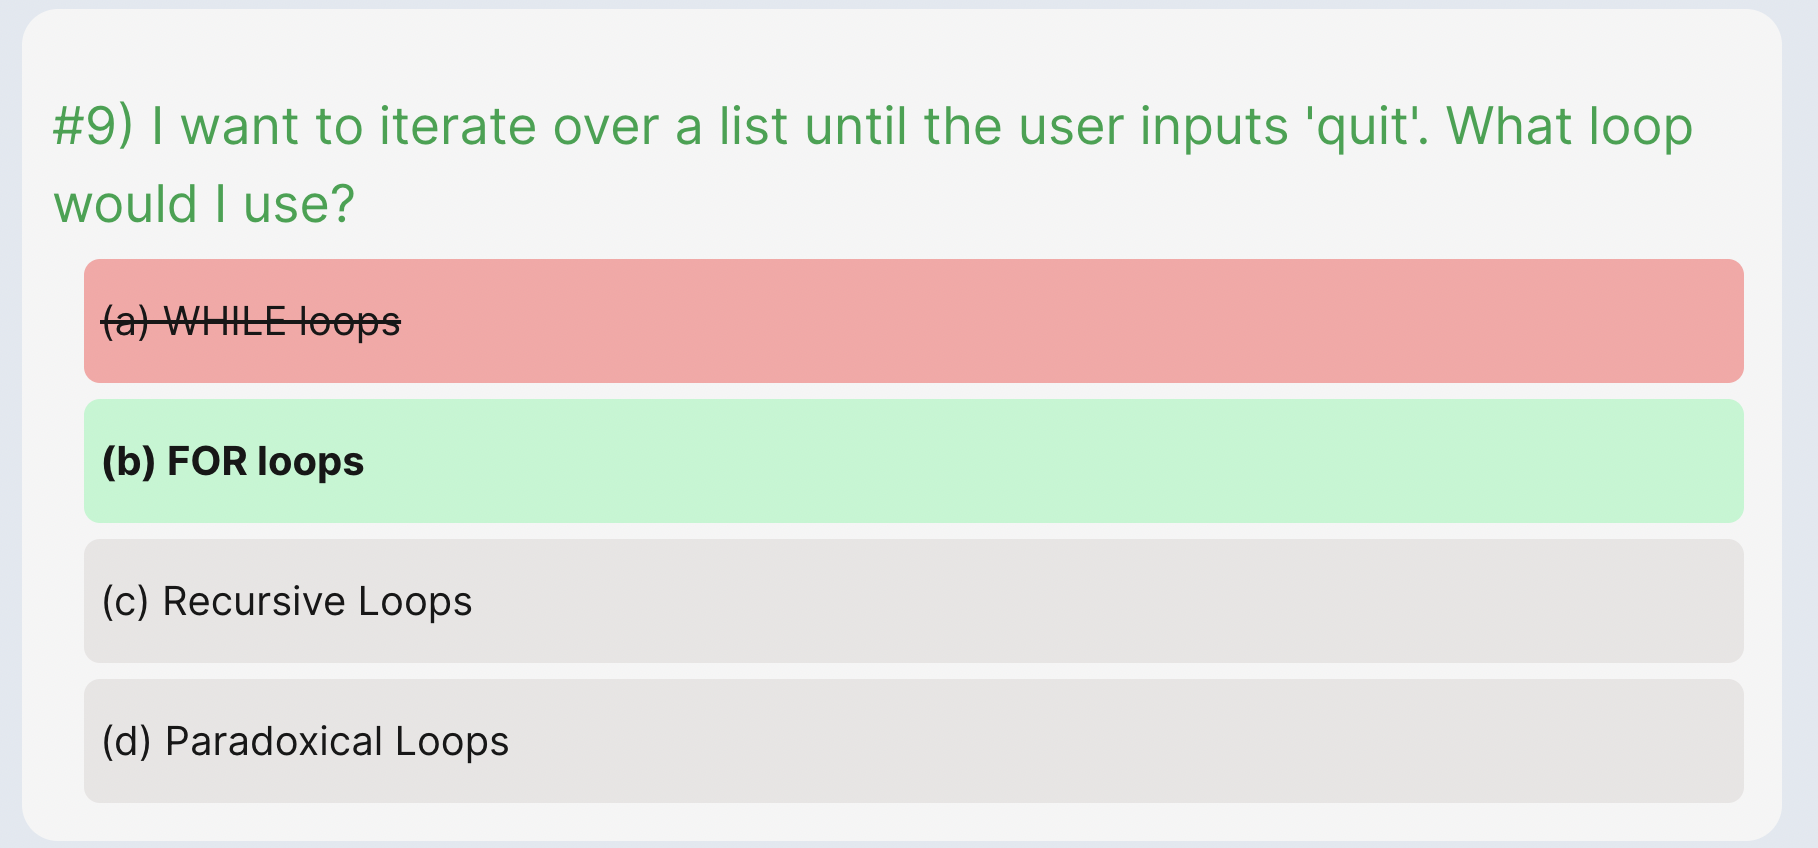 #9) I want to iterate over a list until the user inputs 'quit'. What loop
would I use?
(a) WHILE loops
(b) FOR loops
(c) Recursive Loops
(d) Paradoxical Loops